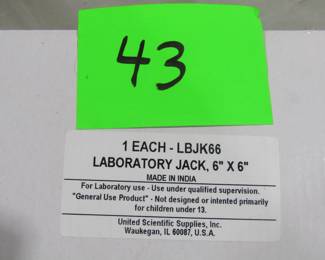 43
1 EACH - LBJK66
LABORATORY JACK, 6" X 6"
MADE IN INDIA
For Laboratory use - Use under qualified supervision.
"General Use Product" - Not designed or intented primarily
for children under 13.
United Scientific Supplies, Inc.
Waukegan, IL 60087, U.S.A.